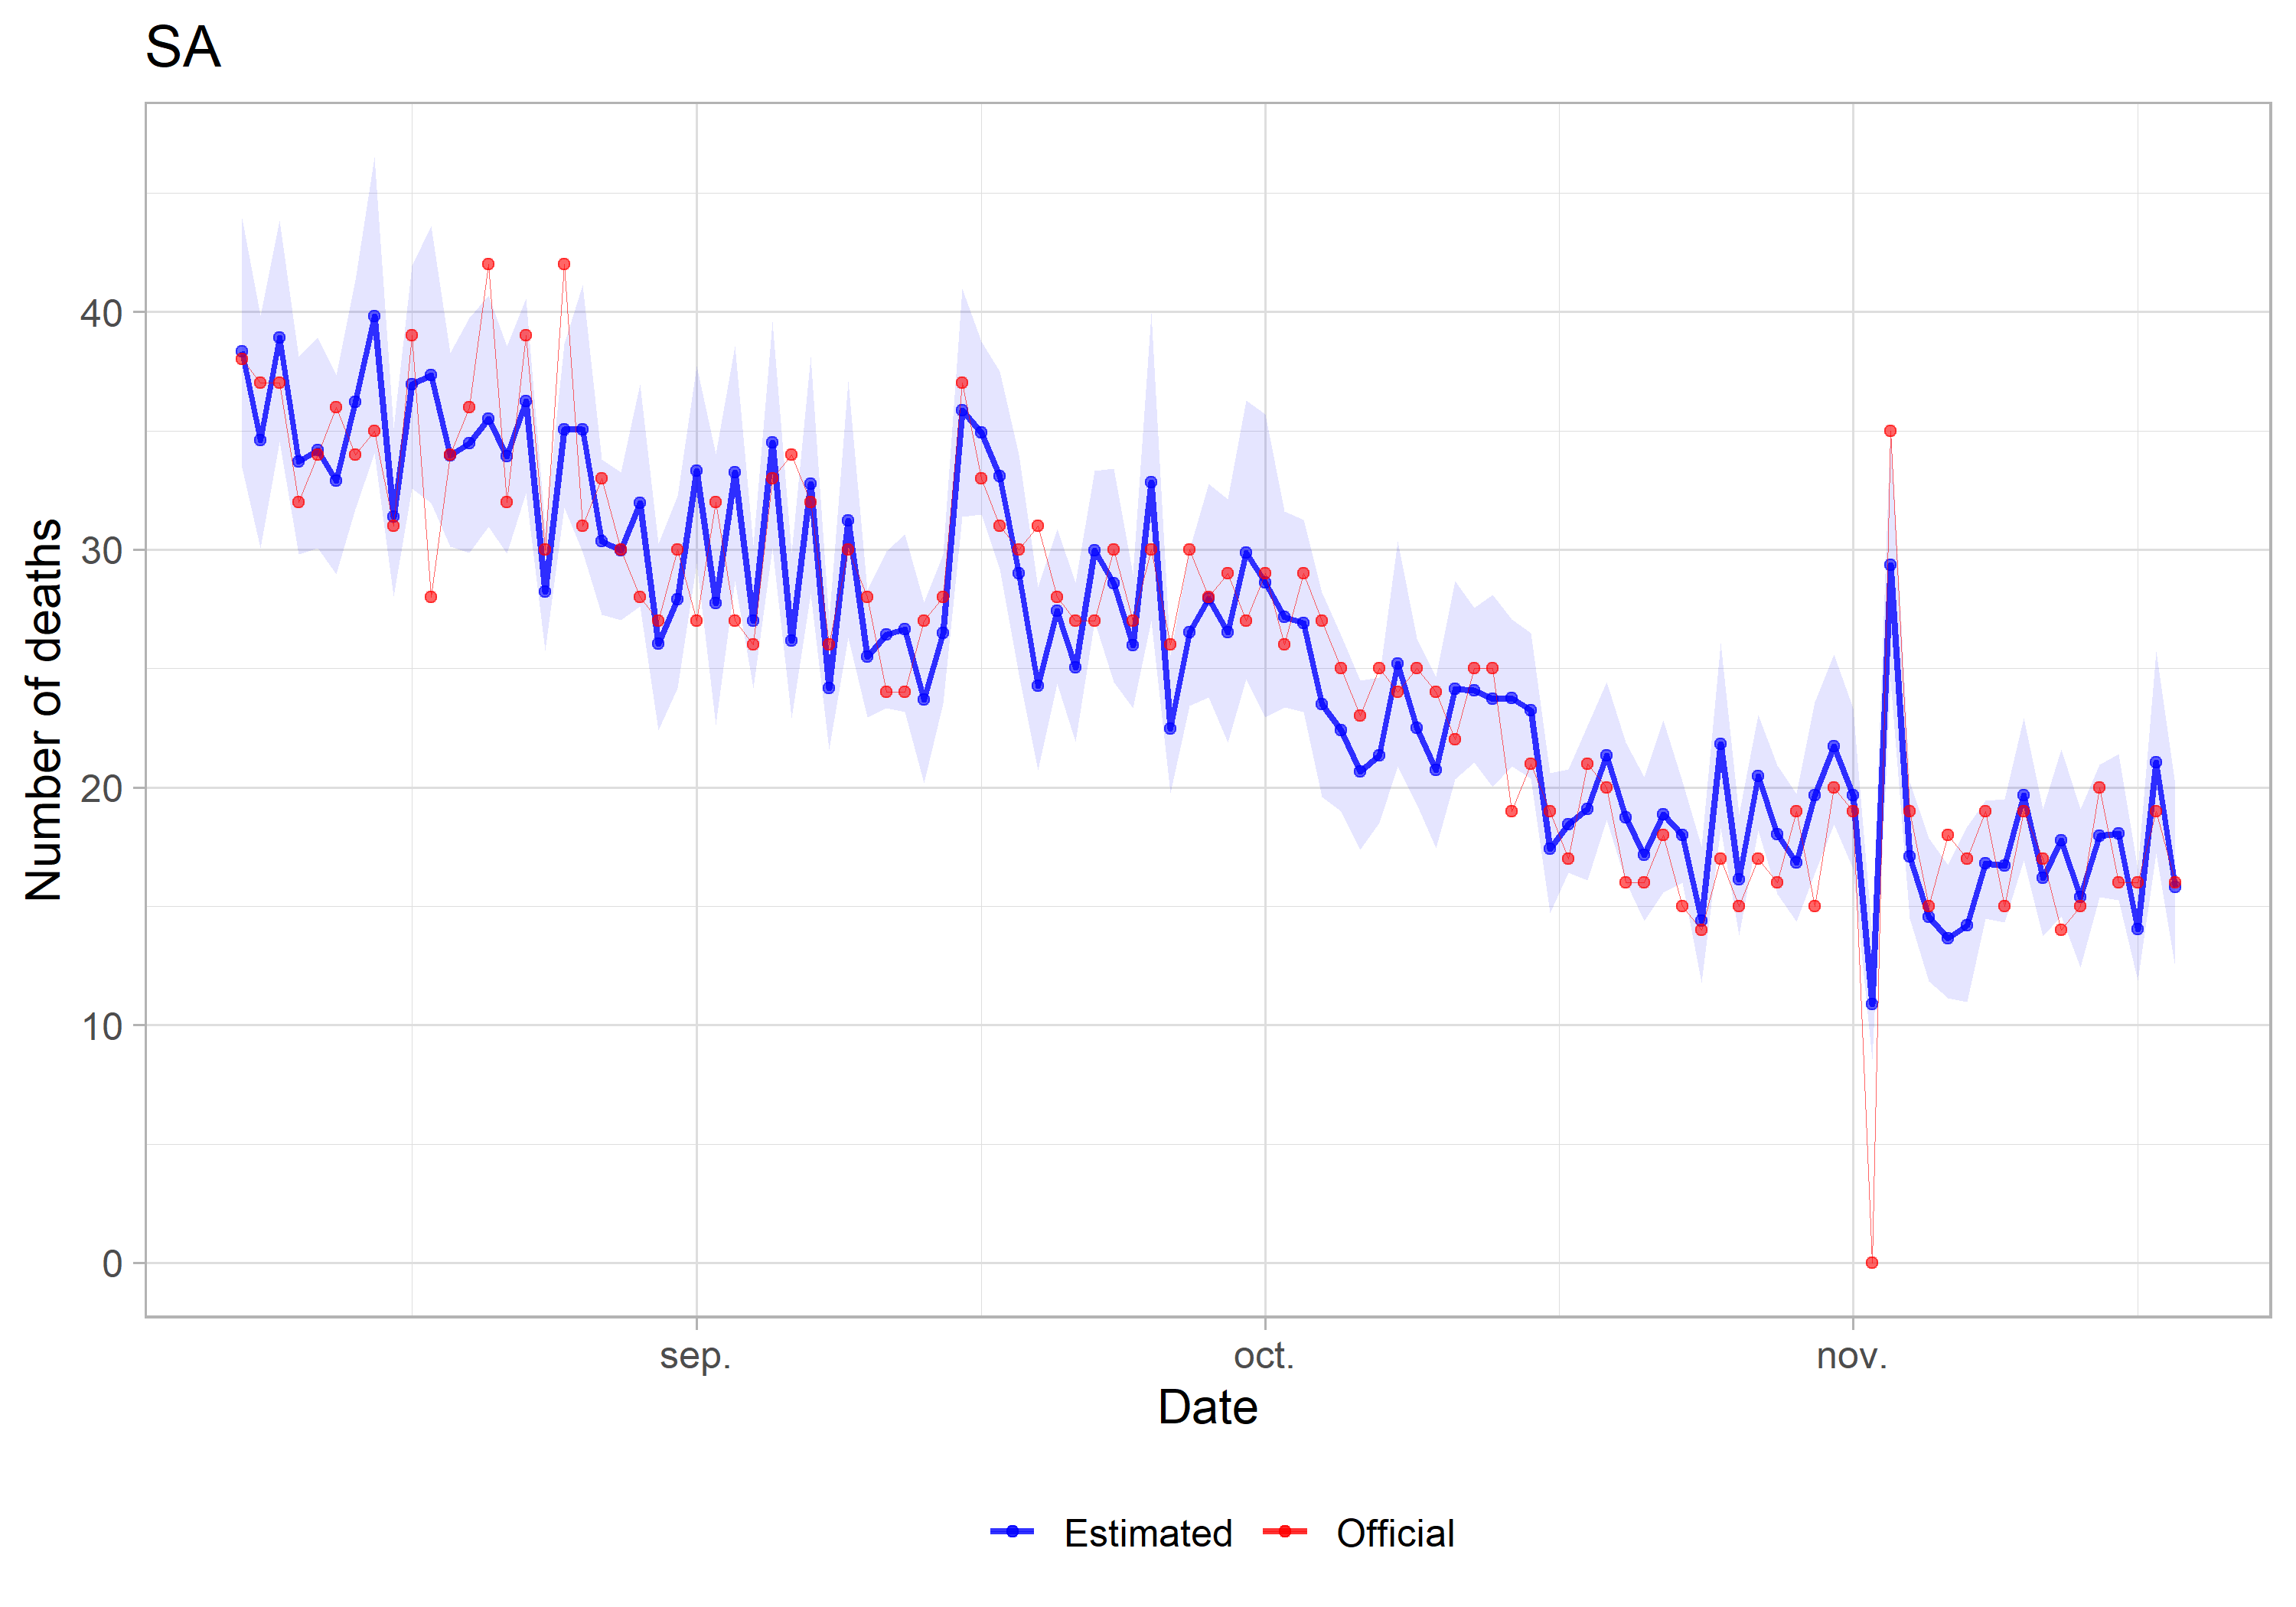 SA
Number of deaths
40
30
20
10
0
sep. oct. nov.
Date
Estimated Official